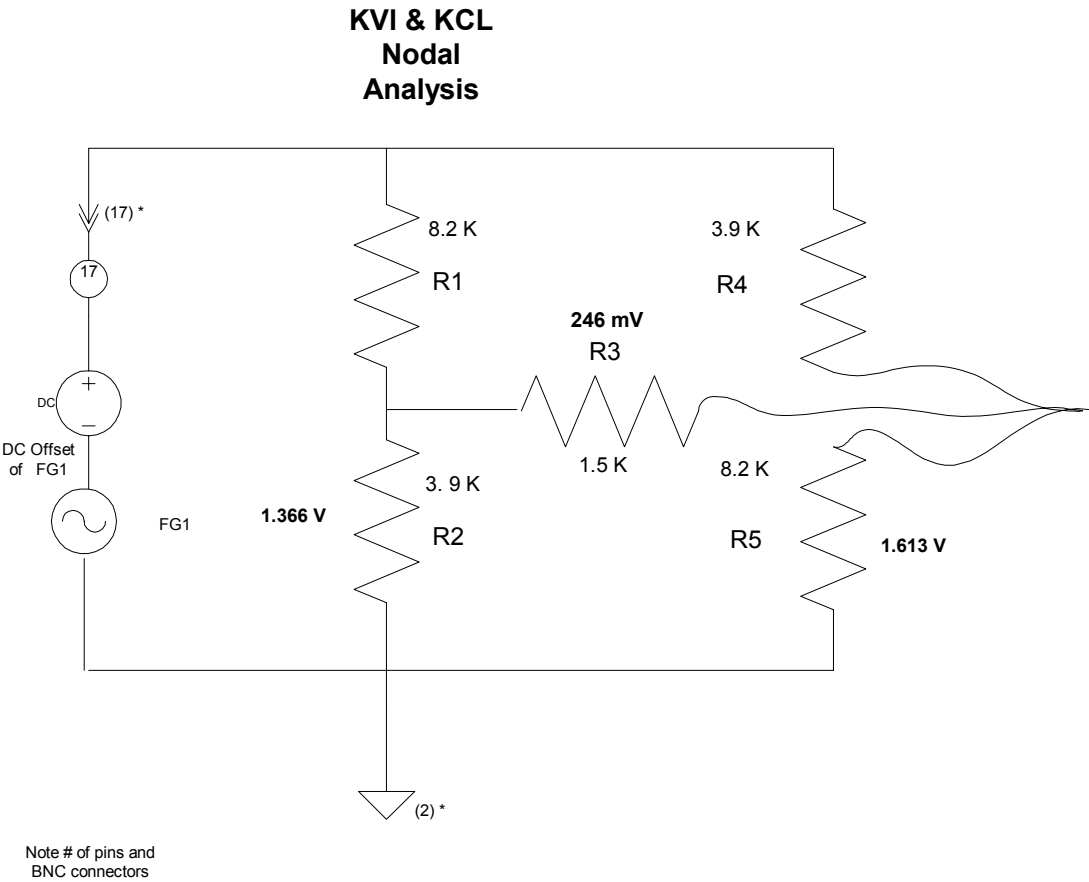 KVI & KCL
Nodal
Analysis
(17) *
17
8.2 K
R1
3.9 K
R4
246 mV
R3
1.5 K
+
DC
−
DC Offset
of FG1
FG1
1.366 V
3. 9 K
R2
8.2 K
R5
1.613 V
(2) *
Note # of pins and
BNC connectors